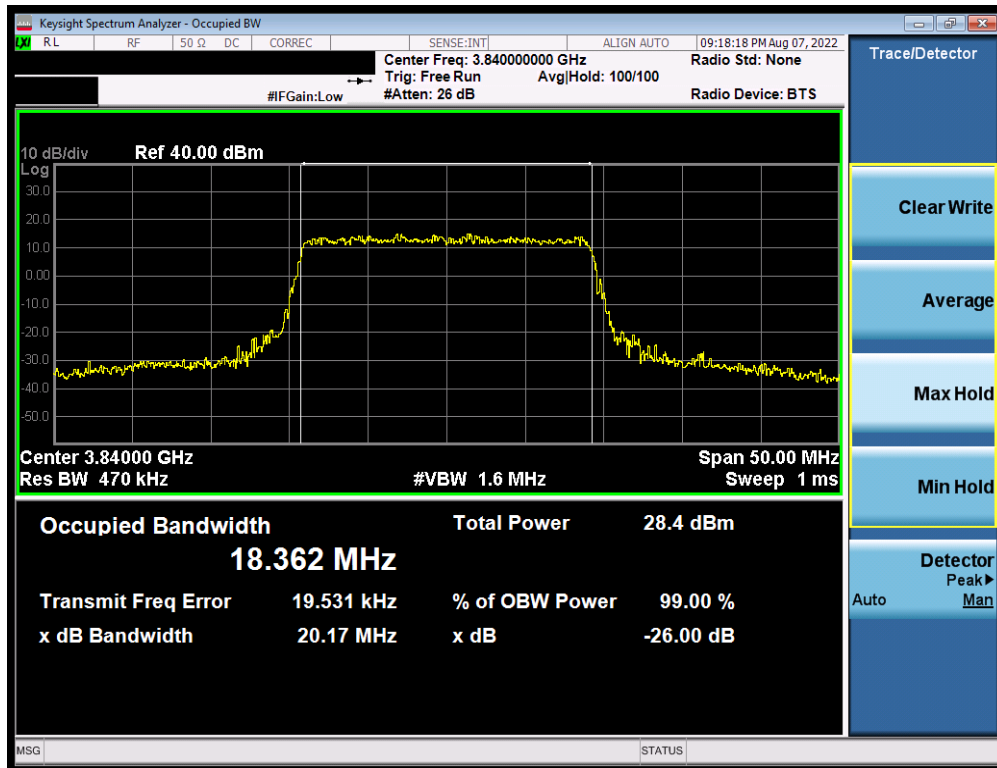 Keysight Spectrum Analyzer - Occupied BW
LXI RL RF 50 Ω DC CORREC SENSE:INT ALIGN AUTO 09:18:18 PM Aug 07, 2022
Center Freq: 3.840000000 GHz Radio Std: None
Trig: Free Run Avg|Hold: 100/100
#IFGain:Low #Atten: 26 dB Radio Device: BTS
10 dB/div Ref 40.00 dBm
Log
30.0
20.0
10.0
0.00
-10.0
-20.0
-30.0
-40.0
-50.0
Center 3.84000 GHz Span 50.00 MHz
Res BW 470 kHz #VBW 1.6 MHz Sweep 1 ms
Occupied Bandwidth Total Power 28.4 dBm
18.362 MHz
Transmit Freq Error 19.531 kHz % of OBW Power 99.00 %
x dB Bandwidth 20.17 MHz x dB -26.00 dB
MSG STATUS
Trace/Detector
Clear Write
Average
Max Hold
Min Hold
Detector
Peak▶
Auto Man